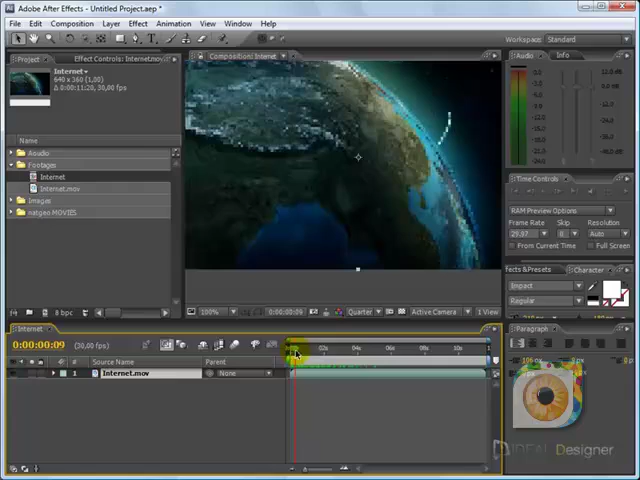 Adobe After Effects - Untitled Project.aep *
File Edit Composition Layer Effect Animation View Window Help
Workspace: Standard
Project Effect Controls: Internet.mov
Composition: Internet
Audio Info
Internet▾
640 x 360 (1,00)
Δ 0:00:11:20, 30,00 fps
Name
Footages
Internet
Internet.mov
Images
natgeo MOVIES
Time Controls
RAM Preview Options
Frame Rate Skip Resolution
29.97 Auto
From Current Time Full Screen
Effects&Presets Character
Impact
Regular
8 bpc
100% 0:00:00:09 Quarter Active Camera 1 View
Internet
0:00:00:09 (30,00 fps)
02s 04s 06s 08s 10s
# Source Name Parent
1 Internet.mov None
Paragraph
IDEAL Designer